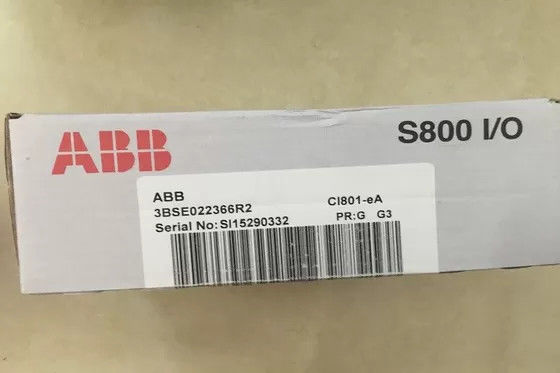 ABB
S800 I/O
ABB
3BSE022366R2 CI801-eA
Serial No:SI15290332 PR:G G3